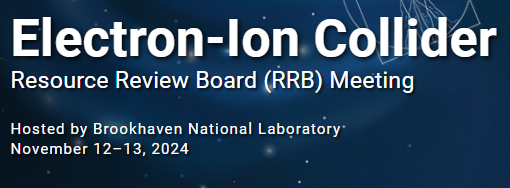 Electron-Ion Collider
Resource Review Board (RRB) Meeting
Hosted by Brookhaven National Laboratory
November 12–13, 2024